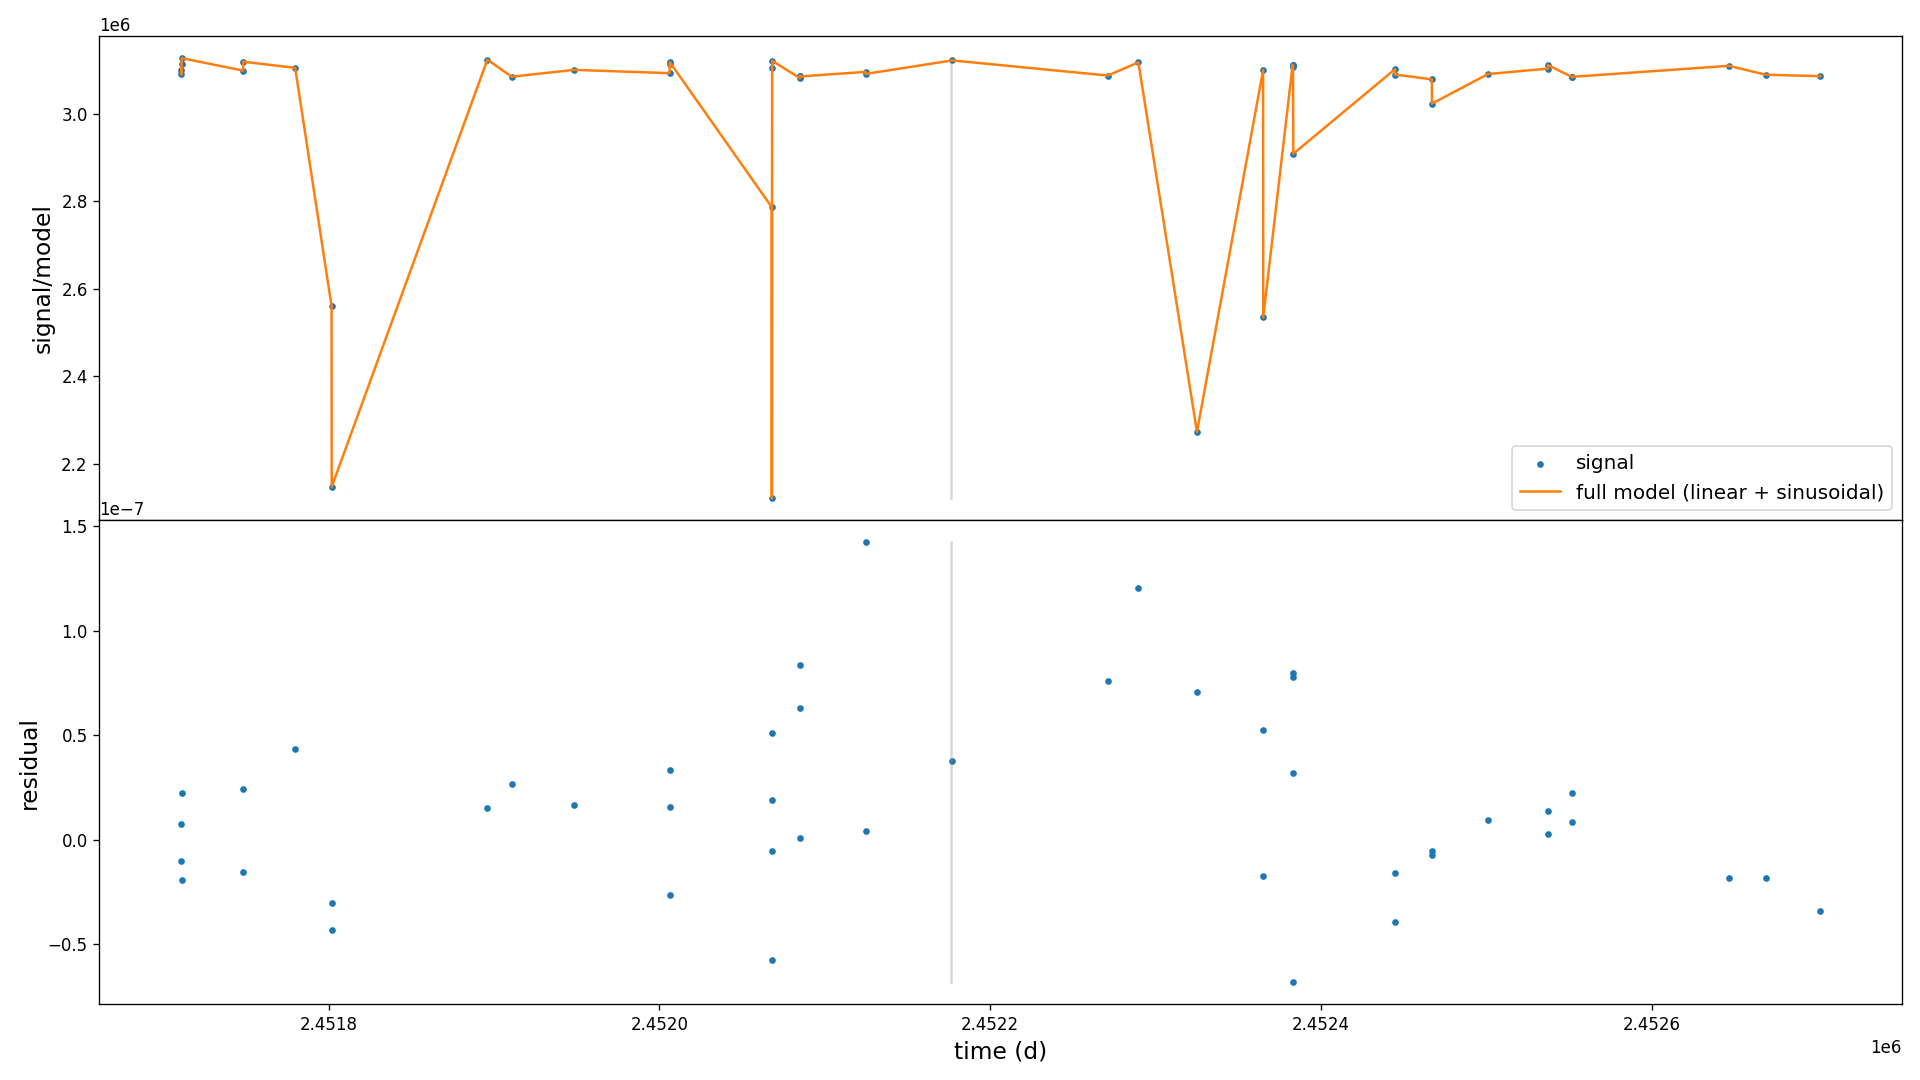 1e6
3.0
2.8
2.6
2.4
2.2
signal/model
signal
full model (linear + sinusoidal)
1e−7
1.5
1.0
0.5
0.0
−0.5
residual
2.4518
2.4520
2.4522
2.4524
2.4526
time (d)
1e6